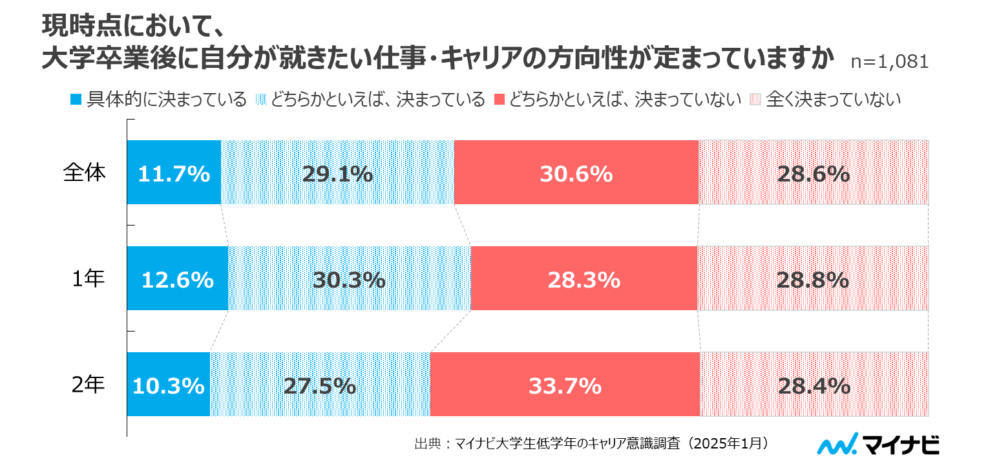 現時点において、
大学卒業後に自分が就きたい仕事・キャリアの方向性が定まっていますか n=1,081
具体的に決まっている どちらかといえば、決まっている どちらかといえば、決まっていない 全く決まっていない
全体 11.7% 29.1% 30.6% 28.6%
1年 12.6% 30.3% 28.3% 28.8%
2年 10.3% 27.5% 33.7% 28.4%
出典：マイナビ大学生低学年のキャリア意識調査（2025年1月）
マイナビ